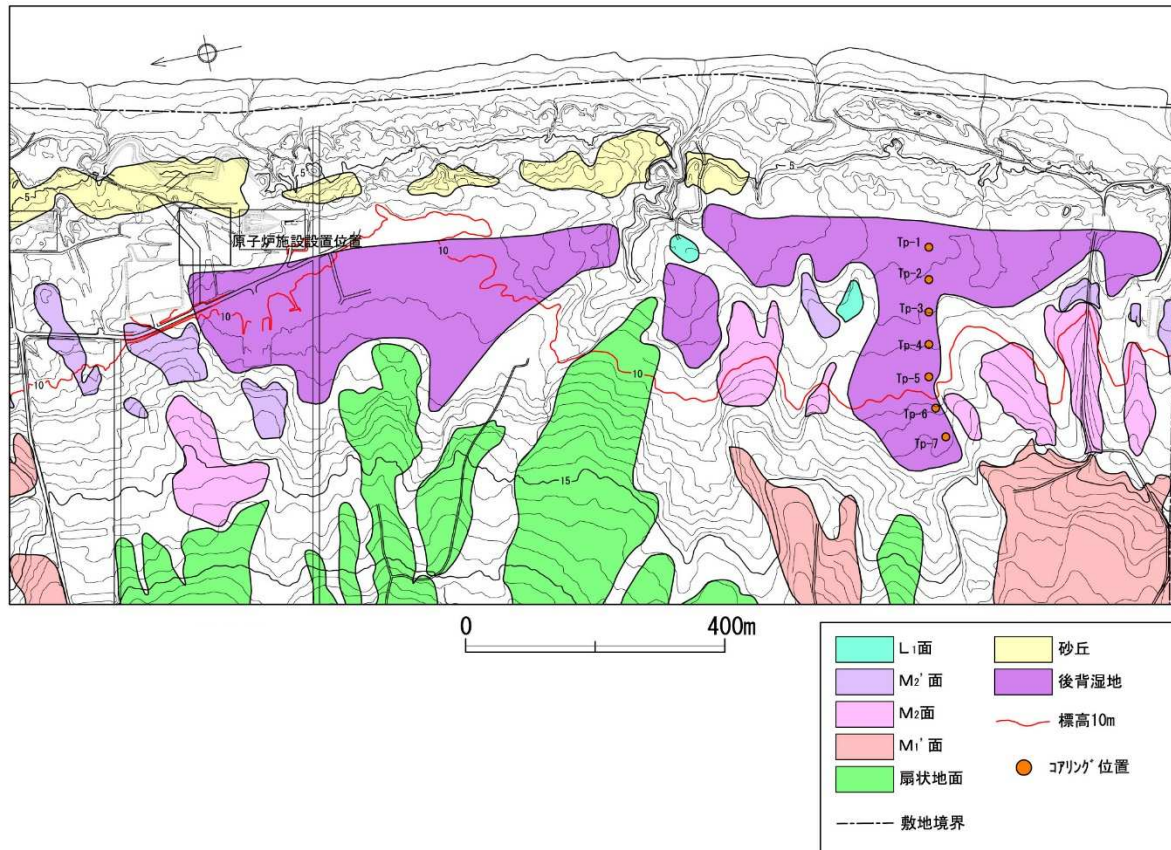 5
5
5
原子炉施設設置位置
10
10
10
10
15
Tp-1
Tp-2
Tp-3
Tp-4
Tp-5
Tp-6
Tp-7
0 400m
L₁面
M₂'面
M₂面
M₁'面
扇状地面
敷地境界
砂丘
後背湿地
標高10m
コアリング位置